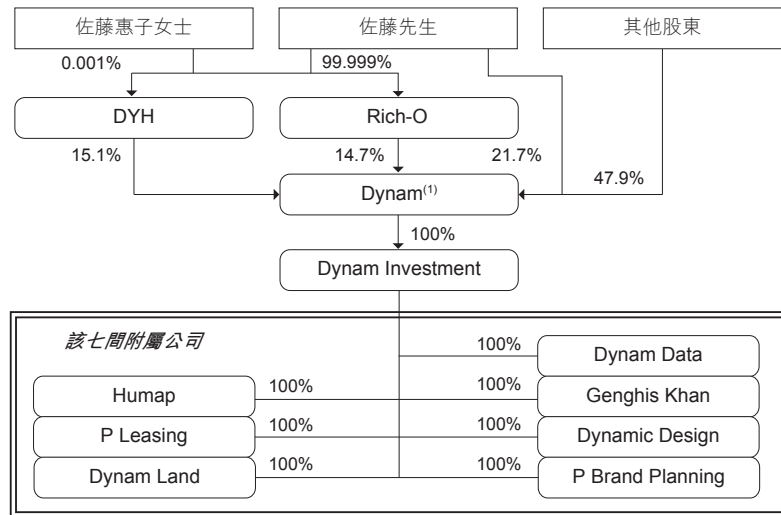 佐藤惠子女士
佐藤先生
其他股東
0.001%
99.999%
DYH
Rich-O
15.1%
14.7%
21.7%
47.9%
Dynam(1)
100%
Dynam Investment
該七間附屬公司
100%
Dynam Data
Humap
100%
100%
Genghis Khan
P Leasing
100%
100%
Dynamic Design
Dynam Land
100%
100%
P Brand Planning